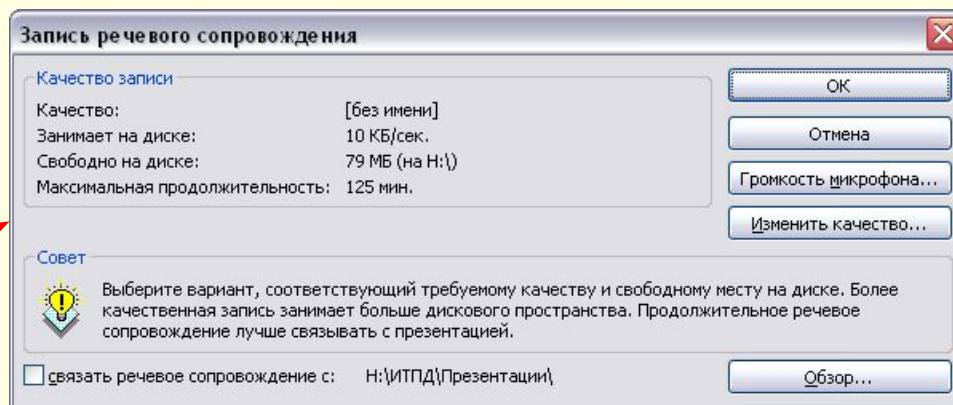 Запись речевого сопровождения
Качество записи
Качество: [без имени]
Занимает на диске: 10 КБ/сек.
Свободно на диске: 79 МБ (на H:\)
Максимальная продолжительность: 125 мин.
ОК
Отмена
Громкость микрофона...
Изменить качество...
Совет
Выберите вариант, соответствующий требуемому качеству и свободному месту на диске. Более
качественная запись занимает больше дискового пространства. Продолжительное речевое
сопровождение лучше связывать с презентацией.
связать речевое сопровождение с: H:\ИТПД\Презентации\
Обзор...